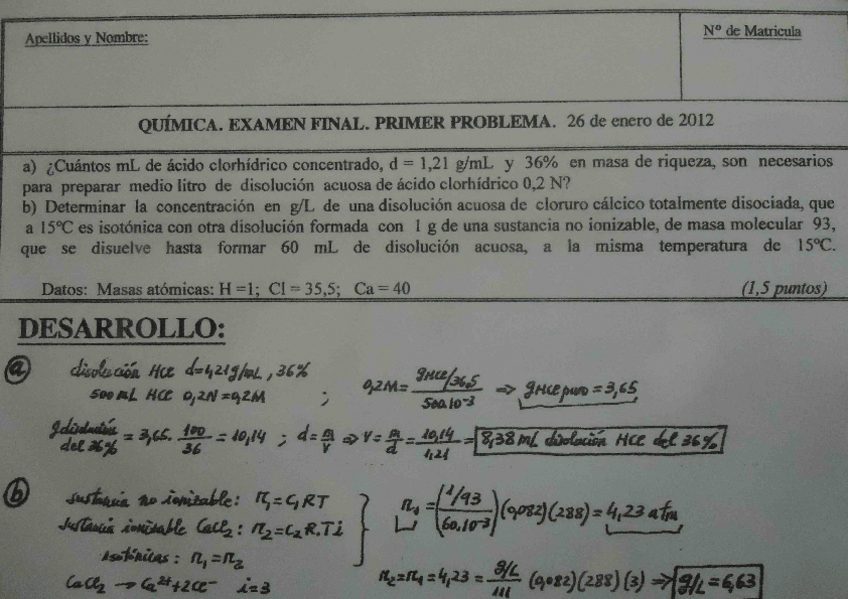 Apellidos y Nombre:
Nº de Matricula
QUÍMICA. EXAMEN FINAL. PRIMER PROBLEMA. 26 de enero de 2012
a) ¿Cuántos mL de ácido clorhídrico concentrado, d = 1,21 g/mL y 36% en masa de riqueza, son necesarios
para preparar medio litro de disolución acuosa de ácido clorhídrico 0,2 N?
b) Determinar la concentración en g/L de una disolución acuosa de cloruro cálcico totalmente disociada, que
a 15ºC es isotónica con otra disolución formada con 1 g de una sustancia no ionizable, de masa molecular 93,
que se disuelve hasta formar 60 mL de disolución acuosa, a la misma temperatura de 15ºC.
Datos: Masas atómicas: H =1; Cl = 35,5; Ca = 40 (1,5 puntos)
DESARROLLO:
a disolución HCl d=1,21g/mL, 36%
500 mL HCl 0,2N=0,2M ; 0,2M= gHCl/36,5 / 500.10-3 ⇒ gHCl puro = 3,65
g disolución del 36% = 3,65. 100/36 = 10,14 ; d= m/v ⇒ v= m/d = 10,14/1,21 = 8,38 mL disolución HCl del 36%
b sustancia no ionizable: π1=C1RT
sustancia ionizable CaCl2: π2=C2R.Ti
π1 = (1/93 / 60.10-3)(0,082)(288) = 4,23 atm
isotónicas: π1=π2
CaCl2 → Ca2+ + 2Cl- i=3
π2=π1=4,23= g/L / 111 (0,082)(288)(3) ⇒ g/L = 6,63